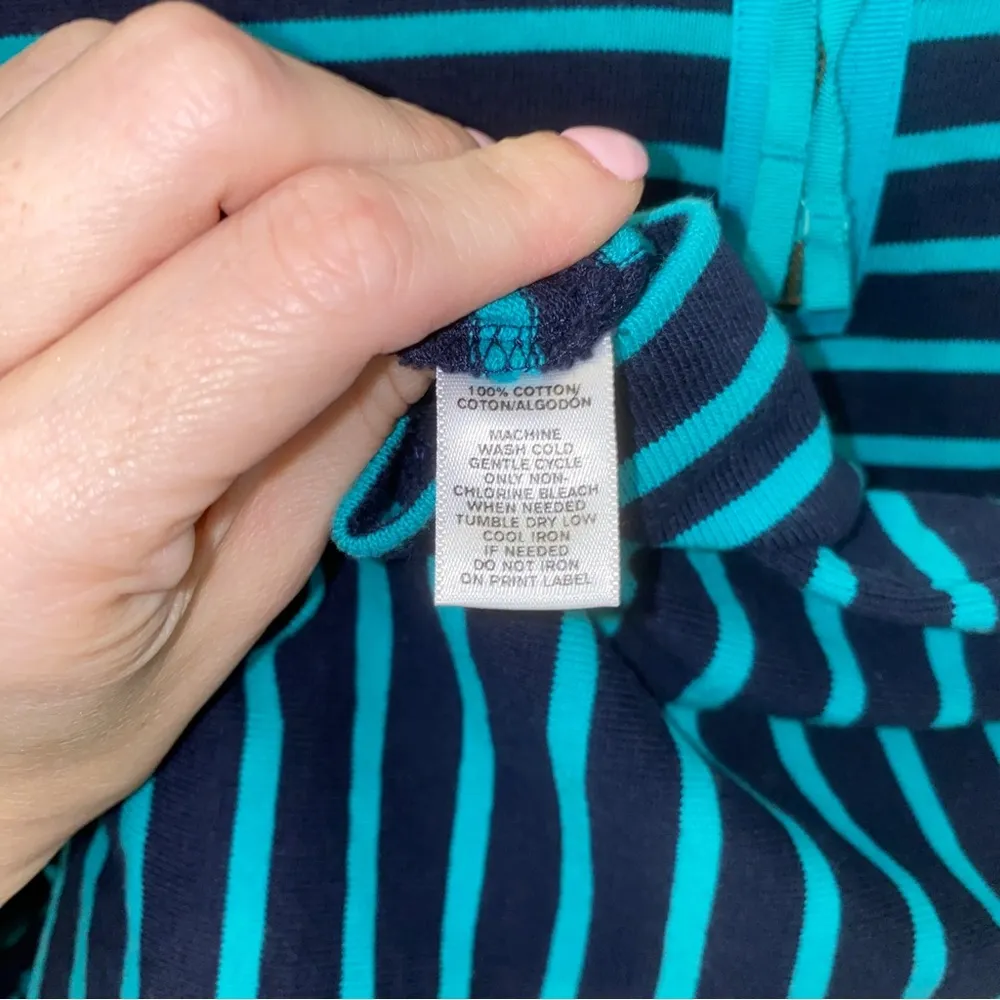 100% COTTON/
COTON/ALGODÓN
MACHINE
WASH COLD
GENTLE CYCLE
ONLY NON-
CHLORINE BLEACH
WHEN NEEDED
TUMBLE DRY LOW
COOL IRON
IF NEEDED
DO NOT IRON
ON PRINT LABEL